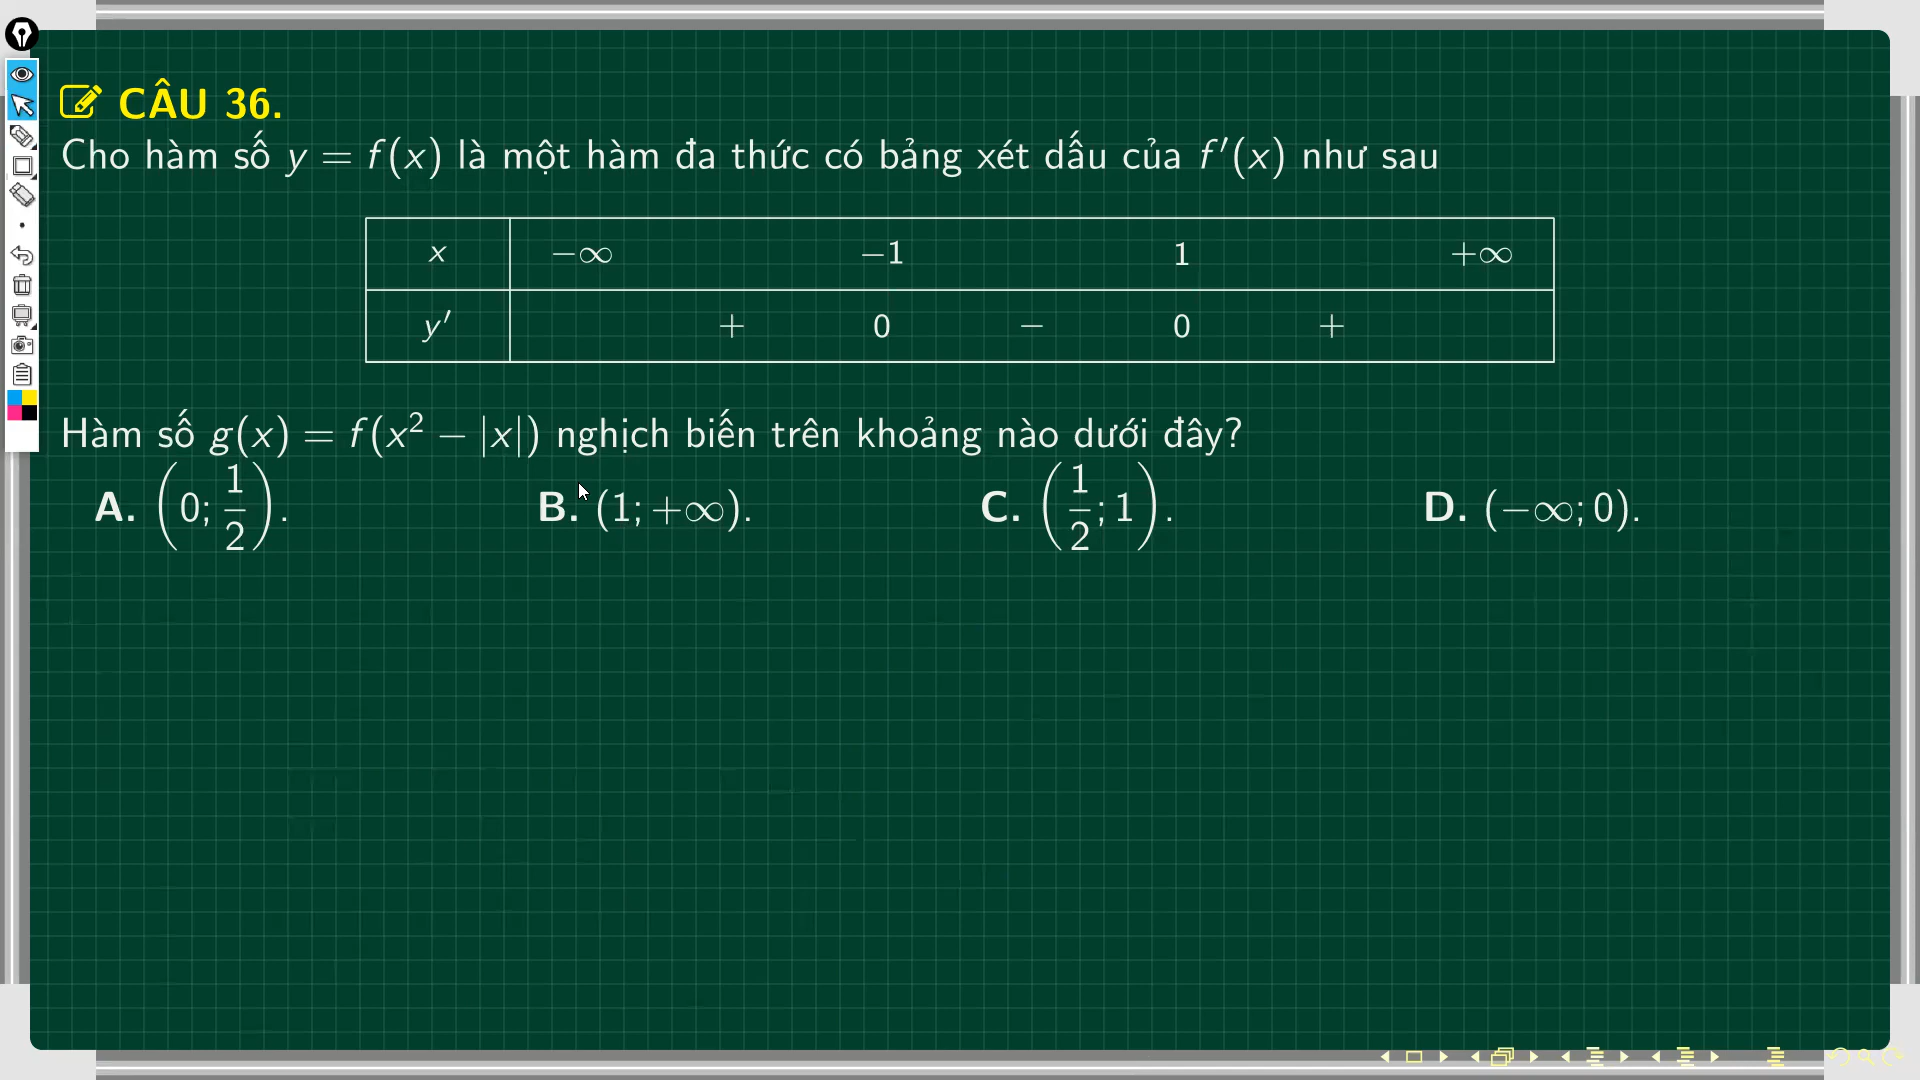 CÂU 36.
Cho hàm số y = f(x) là một hàm đa thức có bảng xét dấu của f′(x) như sau
x −∞ −1 1 +∞
y′ + 0 − 0 +
Hàm số g(x) = f(x² − |x|) nghịch biến trên khoảng nào dưới đây?
A. (0; 1/2). B. (1; +∞). C. (1/2; 1). D. (−∞; 0).